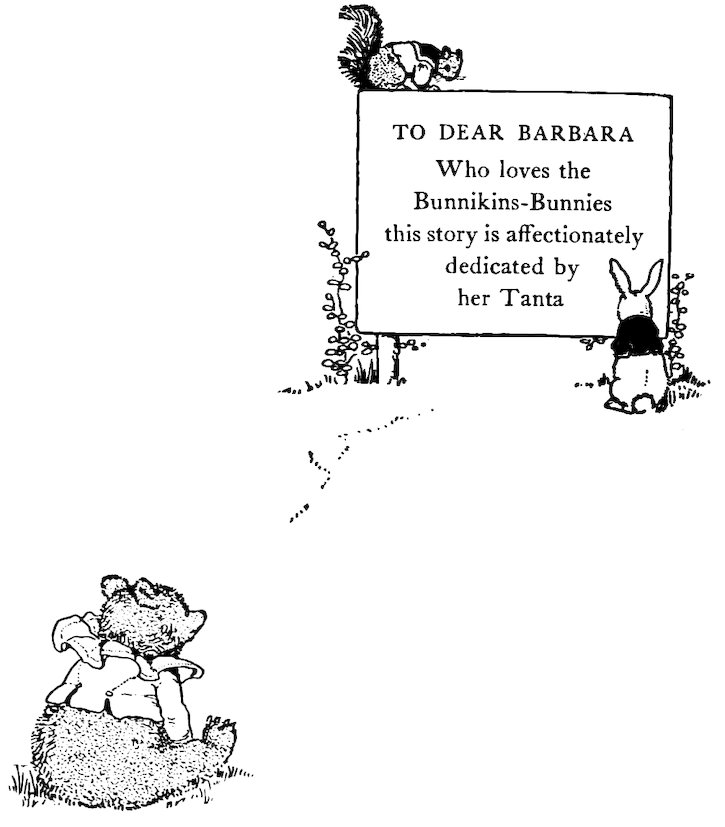 TO DEAR BARBARA
Who loves the
Bunnikins-Bunnies
this story is affectionately
dedicated by
her Tanta